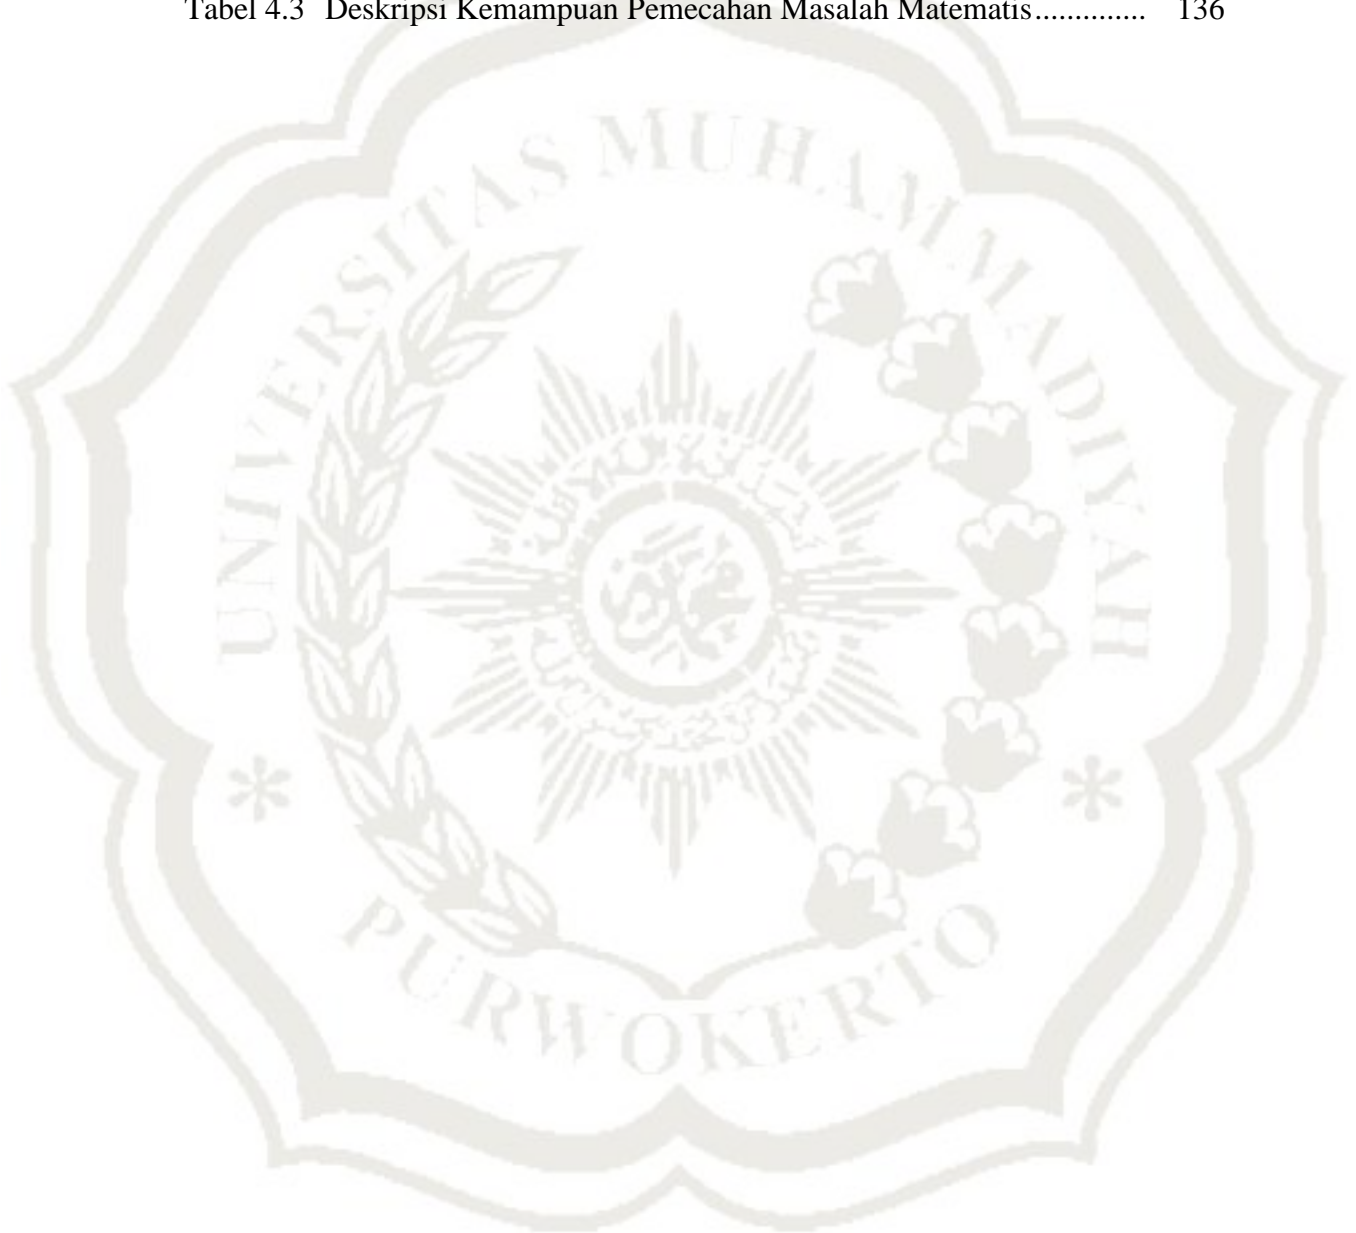 Tabel 4.3 Deskripsi Kemampuan Pemecahan Masalah Matematis.............. 136
UNIVERSITAS MUHAMMADIYAH
PURWOKERTO